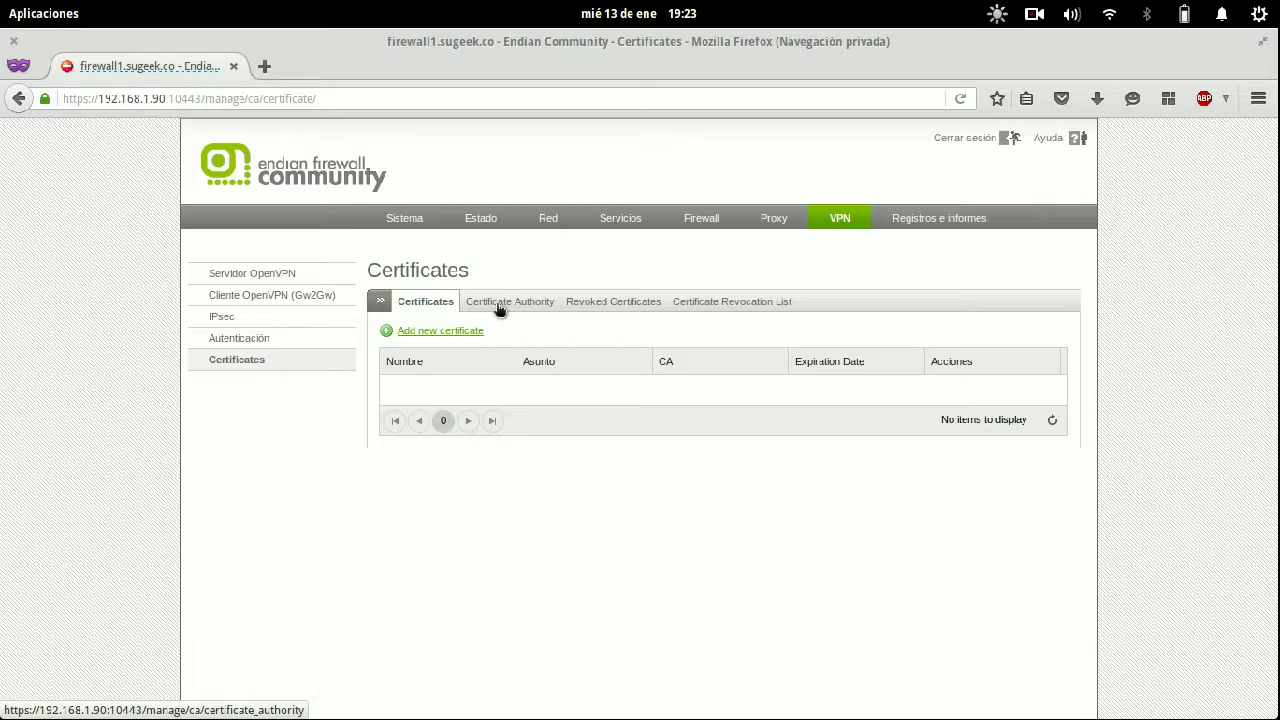 Aplicaciones
mié 13 de ene 19:23
firewall1.sugeek.co - Endian Community - Certificates - Mozilla Firefox (Navegación privada)
firewall1.sugeek.co - Endia...
https://192.168.1.90:10443/manage/ca/certificate/
ABP
Cerrar sesión
Ayuda
endian firewall
community
Sistema Estado Red Servicios Firewall Proxy VPN Registros e informes
Servidor OpenVPN
Cliente OpenVPN (Gw2Gw)
IPsec
Autenticación
Certificates
Certificates
>> Certificates Certificate Authority Revoked Certificates Certificate Revocation List
Add new certificate
Nombre Asunto CA Expiration Date Acciones
0
No items to display
https://192.168.1.90:10443/manage/ca/certificate_authority